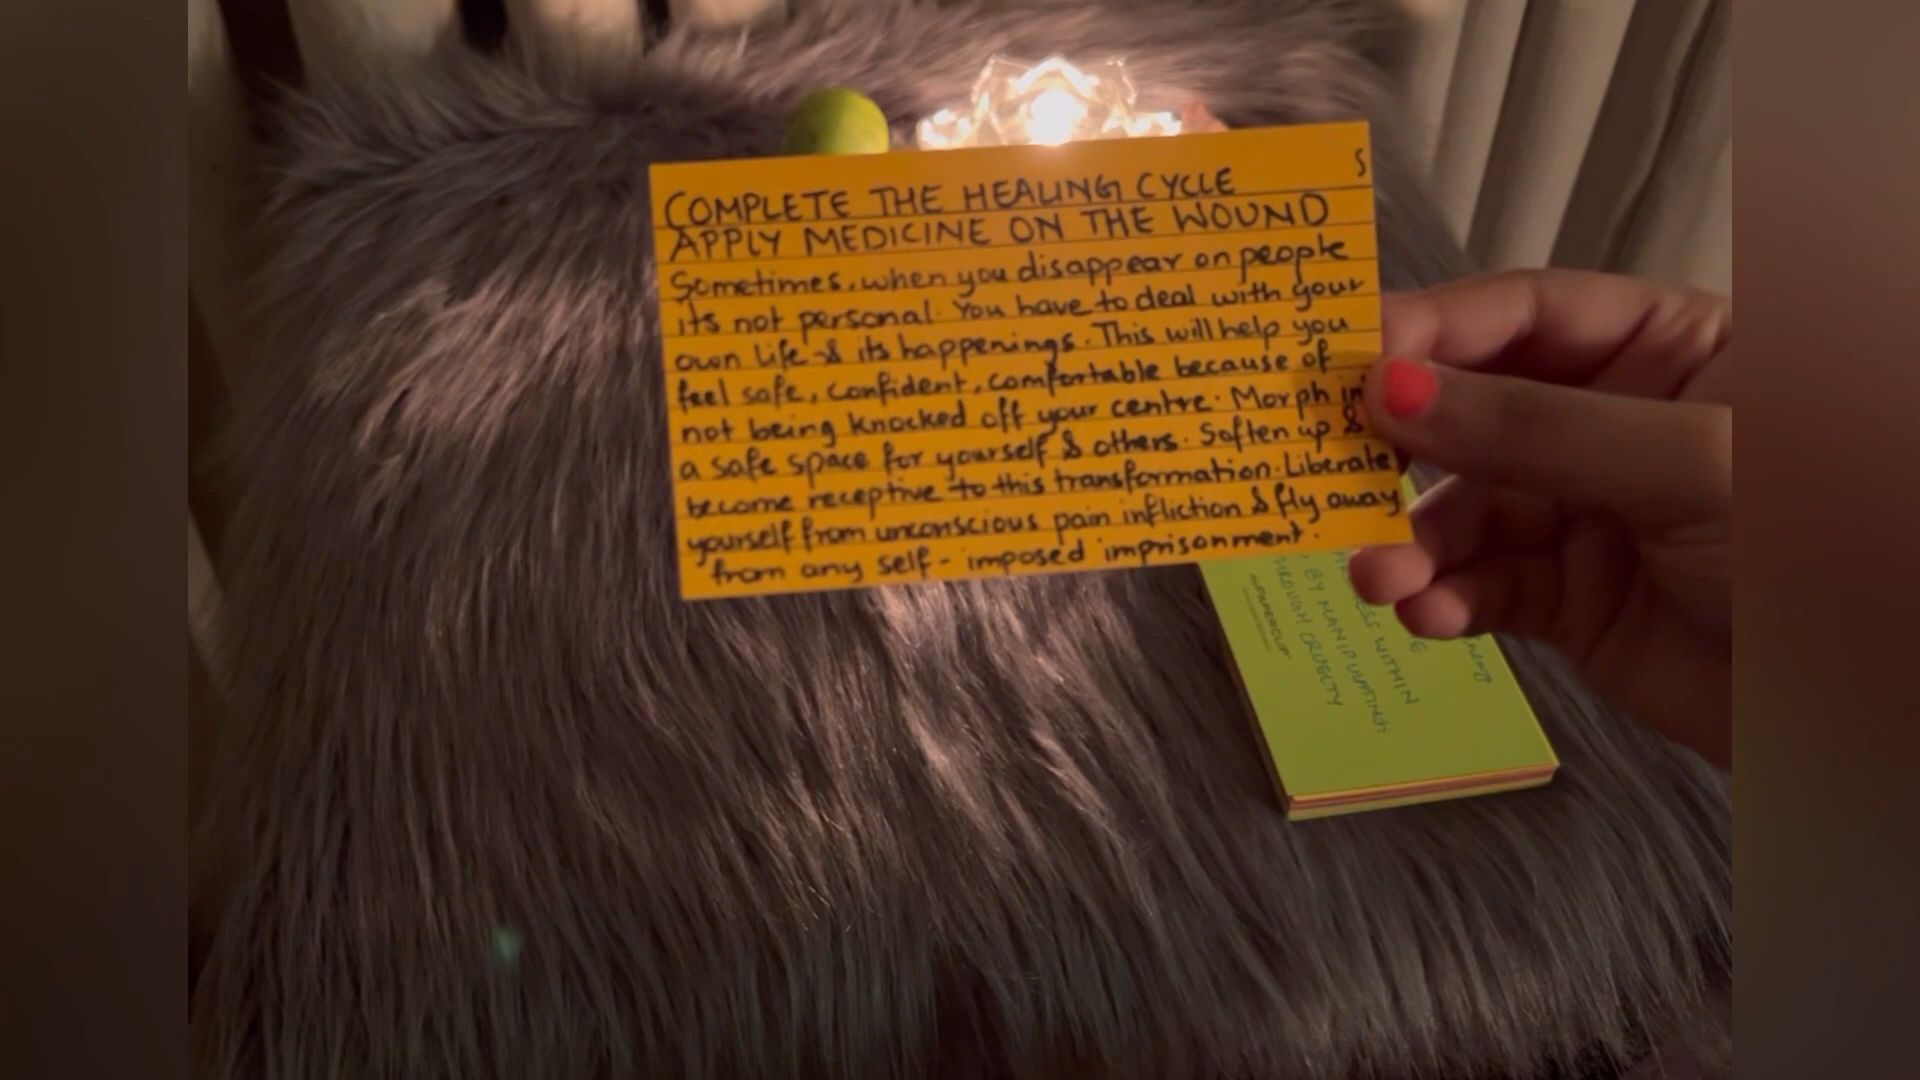 S
COMPLETE THE HEALING CYCLE
APPLY MEDICINE ON THE WOUND
Sometimes, when you disappear on people
its not personal. You have to deal with your
own life & its happenings. This will help you
feel safe, confident, comfortable because of
not being knocked off your centre. Morph in
a safe space for yourself & others. Soften up &
become receptive to this transformation. Liberate
yourself from unconscious pain infliction & fly away
from any self-imposed imprisonment.
WITHIN
BY MANIPULATING
THROUGH CRUELTY